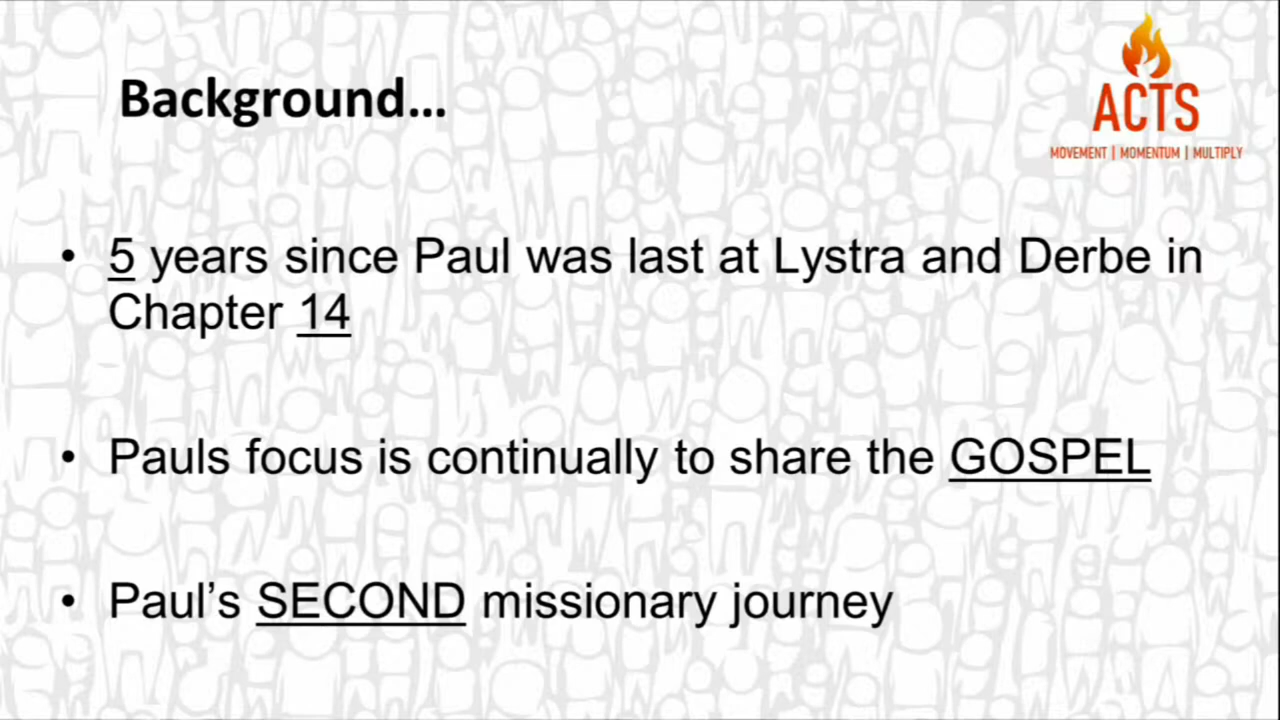 Background...
ACTS
MOVEMENT | MOMENTUM | MULTIPLY
• 5 years since Paul was last at Lystra and Derbe in
Chapter 14
• Pauls focus is continually to share the GOSPEL
• Paul’s SECOND missionary journey